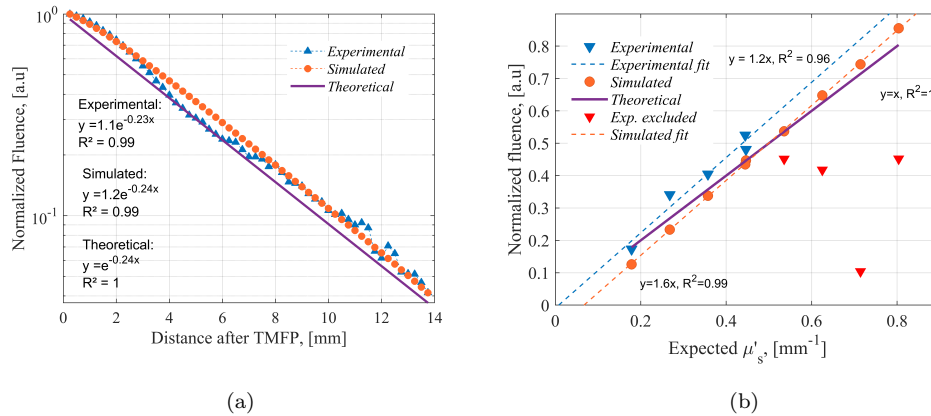 10^0
10^-1
Normalized Fluence, [a.u]
Experimental
Simulated
Theoretical
Experimental:
y =1.1e^-0.23x
R² = 0.99
Simulated:
y =1.2e^-0.24x
R² = 0.99
Theoretical:
y =e^-0.24x
R² = 1
0 2 4 6 8 10 12 14
Distance after TMFP, [mm]
(a)
Normalized fluence, [a.u]
0.8
0.7
0.6
0.5
0.4
0.3
0.2
0.1
0
Experimental
Experimental fit
Simulated
Theoretical
Exp. excluded
Simulated fit
y = 1.2x, R² = 0.96
y=x, R²=1
y=1.6x, R²=0.99
0 0.2 0.4 0.6 0.8
Expected μ's, [mm^-1]
(b)